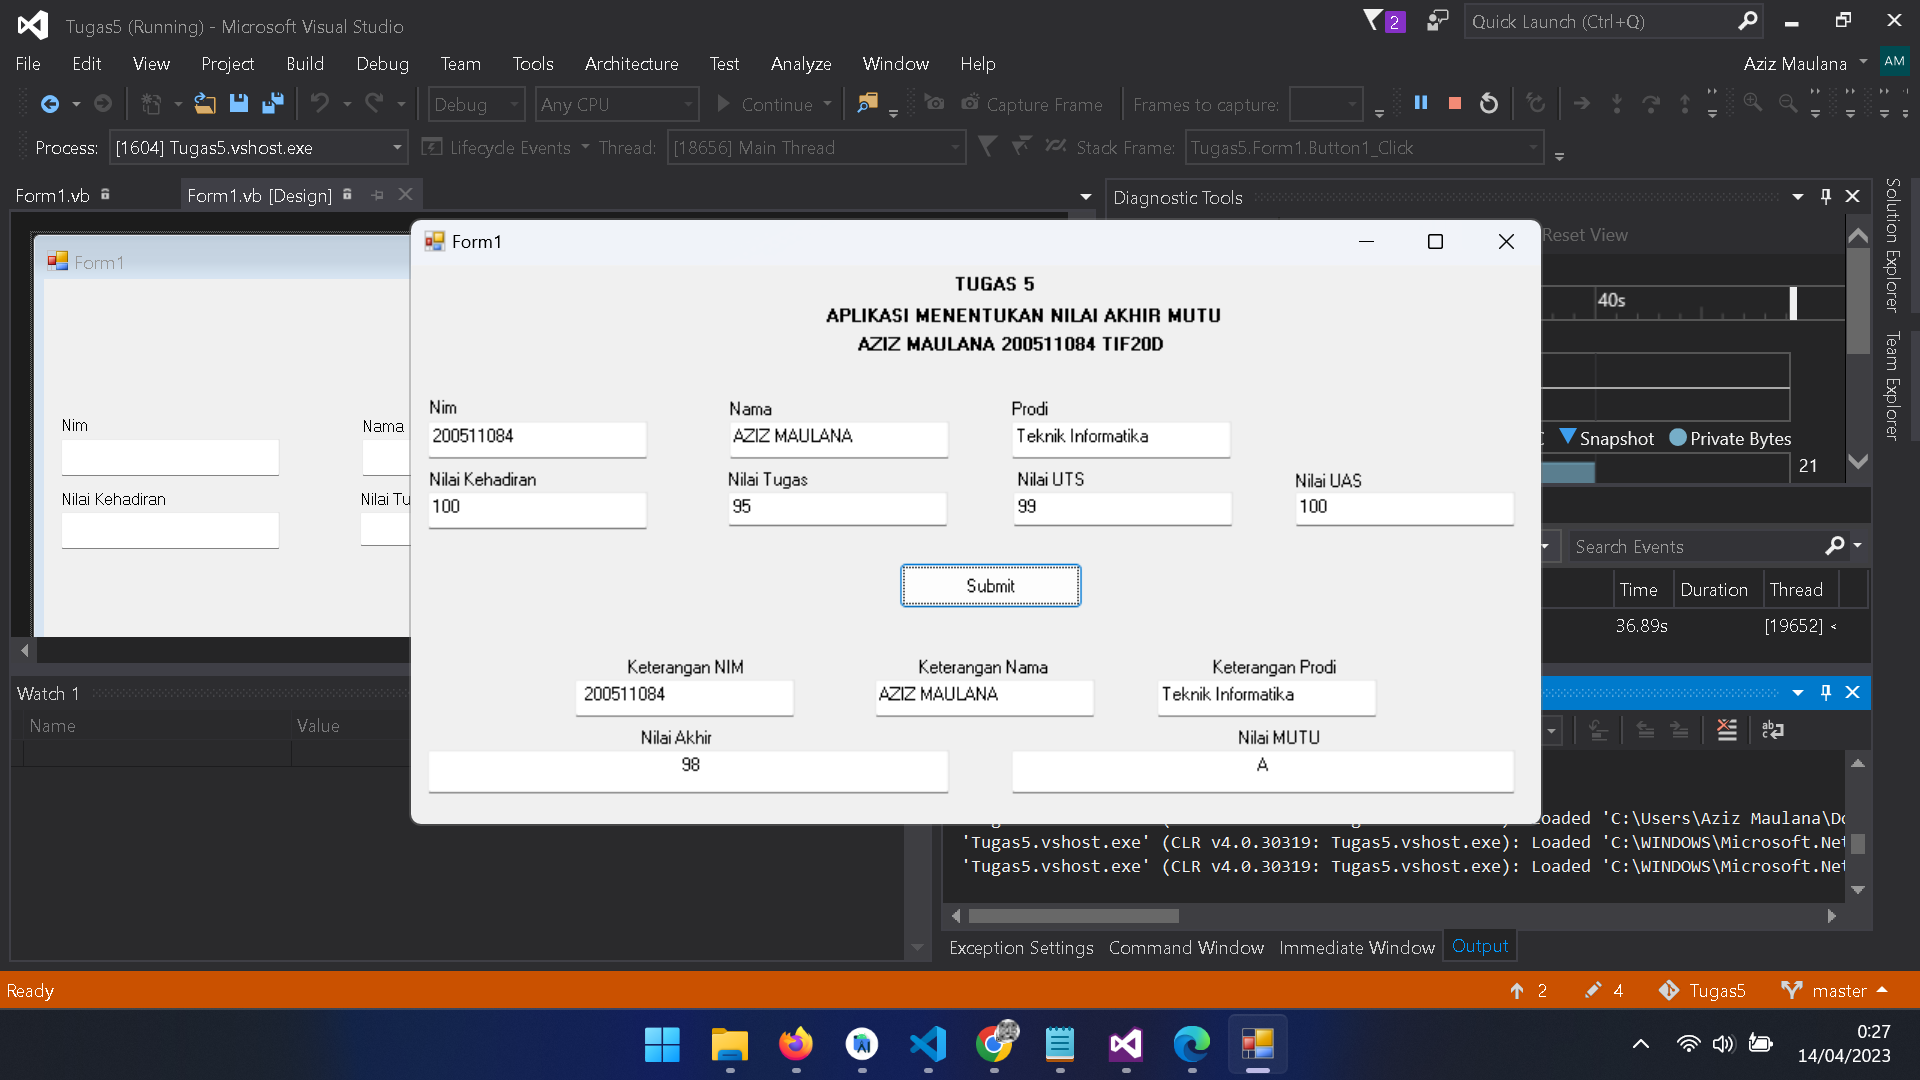 Tugas5 (Running) - Microsoft Visual Studio
2
Quick Launch (Ctrl+Q)
File Edit View Project Build Debug Team Tools Architecture Test Analyze Window Help
Aziz Maulana AM
Debug Any CPU Continue Capture Frame Frames to capture:
Process: [1604] Tugas5.vshost.exe Lifecycle Events Thread: [18656] Main Thread Stack Frame: Tugas5.Form1.Button1_Click
Form1.vb Form1.vb [Design]
Diagnostic Tools
Solution Explorer
Team Explorer
Form1
Nim Nama
Nilai Kehadiran Nilai Tu
Form1
TUGAS 5
APLIKASI MENENTUKAN NILAI AKHIR MUTU
AZIZ MAULANA 200511084 TIF20D
Nim Nama Prodi
200511084 AZIZ MAULANA Teknik Informatika
Nilai Kehadiran Nilai Tugas Nilai UTS Nilai UAS
100 95 99 100
Submit
Keterangan NIM Keterangan Nama Keterangan Prodi
200511084 AZIZ MAULANA Teknik Informatika
Nilai Akhir Nilai MUTU
98 A
Reset View
40s
Snapshot Private Bytes
21
Search Events
Time Duration Thread
36.89s [19652] <
Watch 1
Name Value
Loaded 'C:\Users\Aziz Maulana\Do
'Tugas5.vshost.exe' (CLR v4.0.30319: Tugas5.vshost.exe): Loaded 'C:\WINDOWS\Microsoft.Net
'Tugas5.vshost.exe' (CLR v4.0.30319: Tugas5.vshost.exe): Loaded 'C:\WINDOWS\Microsoft.Net
Exception Settings Command Window Immediate Window Output
Ready
2 4 Tugas5 master
0:27
14/04/2023